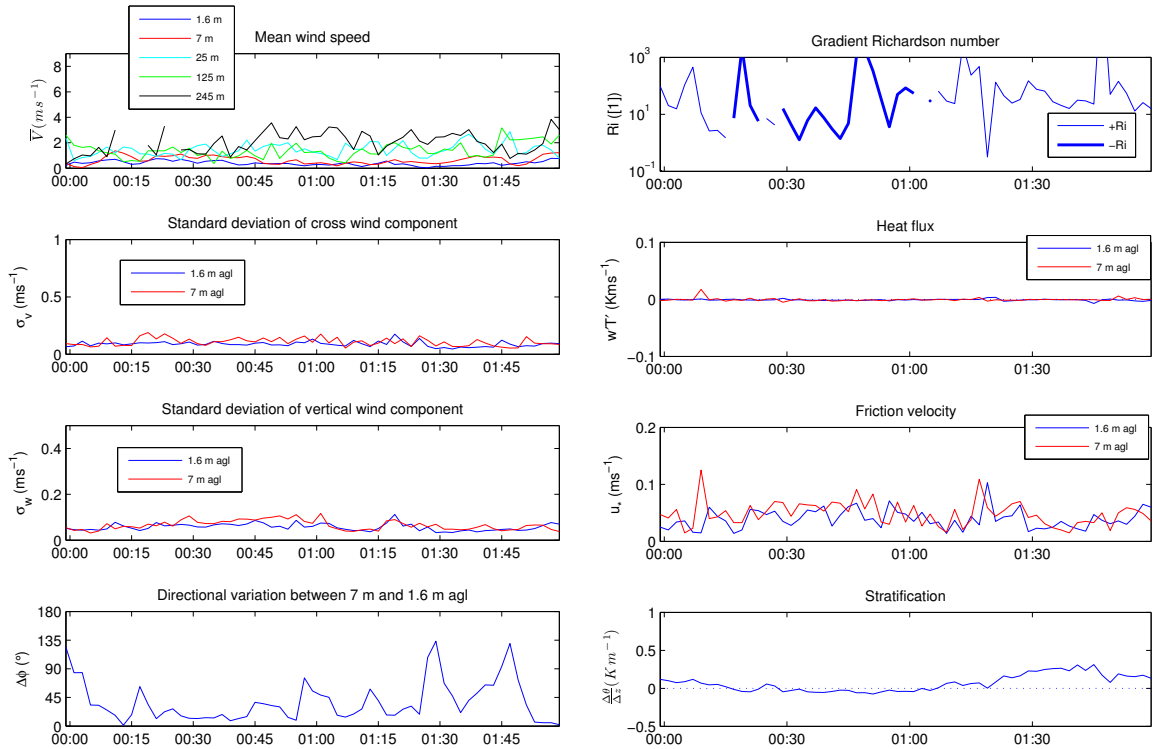 Mean wind speed
1.6 m
7 m
25 m
125 m
245 m
V̅(m.s⁻¹)
8
6
4
2
0
00:00 00:15 00:30 00:45 01:00 01:15 01:30 01:45
Gradient Richardson number
Ri ([1])
10³
10¹
10⁻¹
+Ri
−Ri
00:00 00:30 01:00 01:30
Standard deviation of cross wind component
σᵥ (ms⁻¹)
1
0.5
0
1.6 m agl
7 m agl
00:00 00:15 00:30 00:45 01:00 01:15 01:30 01:45
Heat flux
w'T' (Kms⁻¹)
0.1
0
−0.1
1.6 m agl
7 m agl
00:00 00:30 01:00 01:30
Standard deviation of vertical wind component
σ_w (ms⁻¹)
0.4
0.2
0
1.6 m agl
7 m agl
00:00 00:15 00:30 00:45 01:00 01:15 01:30 01:45
Friction velocity
u* (ms⁻¹)
0.2
0.1
0
1.6 m agl
7 m agl
00:00 00:30 01:00 01:30
Directional variation between 7 m and 1.6 m agl
Δϕ (°)
180
135
90
45
0
00:00 00:15 00:30 00:45 01:00 01:15 01:30 01:45
Stratification
Δθ/Δz(K m⁻¹)
1
0.5
0
−0.5
00:00 00:30 01:00 01:30